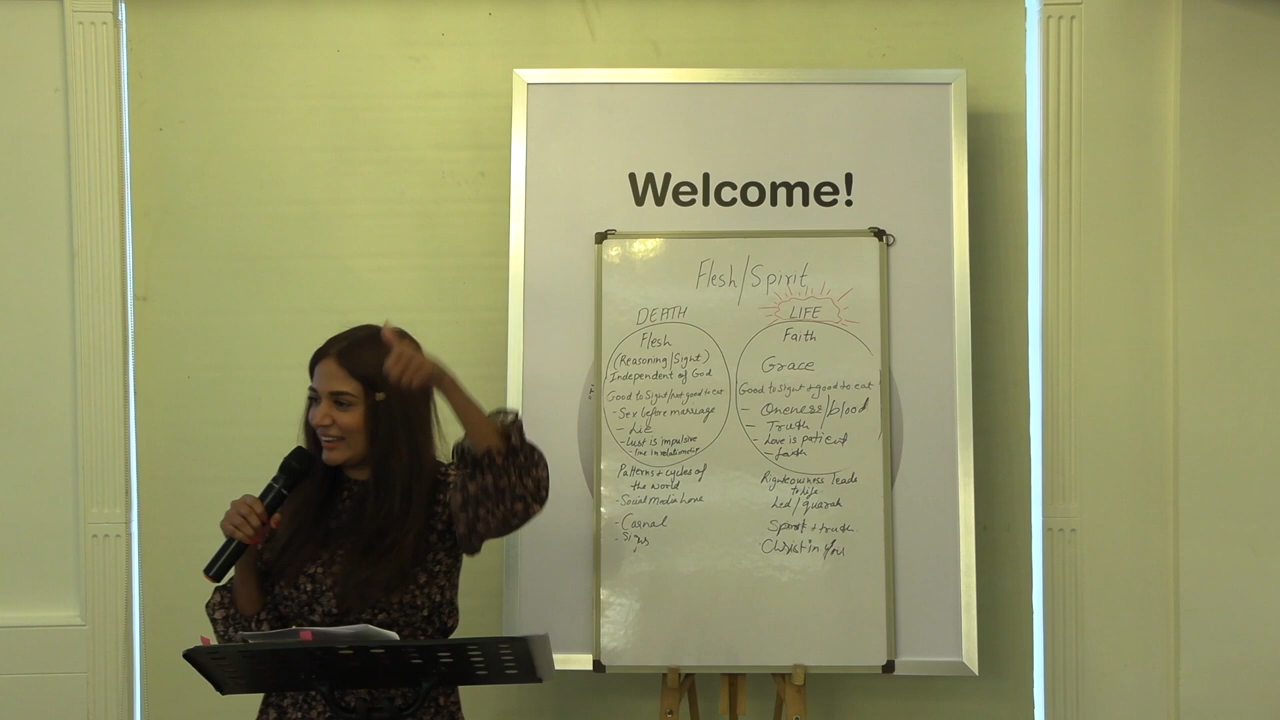 Welcome!
Flesh/Spirit
DEATH
Flesh
(Reasoning/Sight)
Independent of God
Good to Sight/not good to eat
- Sex before marriage
- Lie
- Lust is impulsive
- in relationship
Patterns + cycles of
the world
- Social Media Love
- Carnal
- Signs
LIFE
Faith
Grace
Good to sight + good to eat
- Oneness/blood
- Truth
- Love is patient
- faith
Righteousness leads
to life
Led/
Spirit + truth.
Christ in You